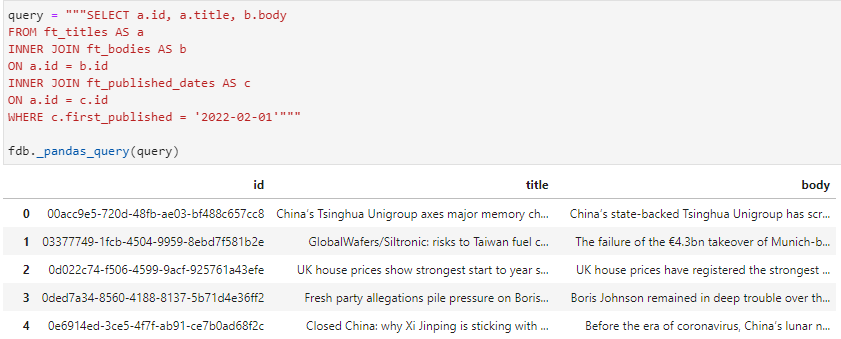 query = """SELECT a.id, a.title, b.body
FROM ft_titles AS a
INNER JOIN ft_bodies AS b
ON a.id = b.id
INNER JOIN ft_published_dates AS c
ON a.id = c.id
WHERE c.first_published = '2022-02-01'"""
fdb._pandas_query(query)
id title body
0 00acc9e5-720d-48fb-ae03-bf488c657cc8 China's Tsinghua Unigroup axes major memory ch... China's state-backed Tsinghua Unigroup has scr...
1 03377749-1fcb-4504-9959-8ebd7f581b2e GlobalWafers/Siltronic: risks to Taiwan fuel c... The failure of the €4.3bn takeover of Munich-b...
2 0d022c74-f506-4599-9acf-925761a43efe UK house prices show strongest start to year s... UK house prices have registered the strongest ...
3 0ded7a34-8560-4188-8137-5b71d4e36ff2 Fresh party allegations pile pressure on Boris... Boris Johnson remained in deep trouble over th...
4 0e6914ed-3ce5-4f7f-ab91-ce7b0ad68f2c Closed China: why Xi Jinping is sticking with ... Before the era of coronavirus, China's lunar n...